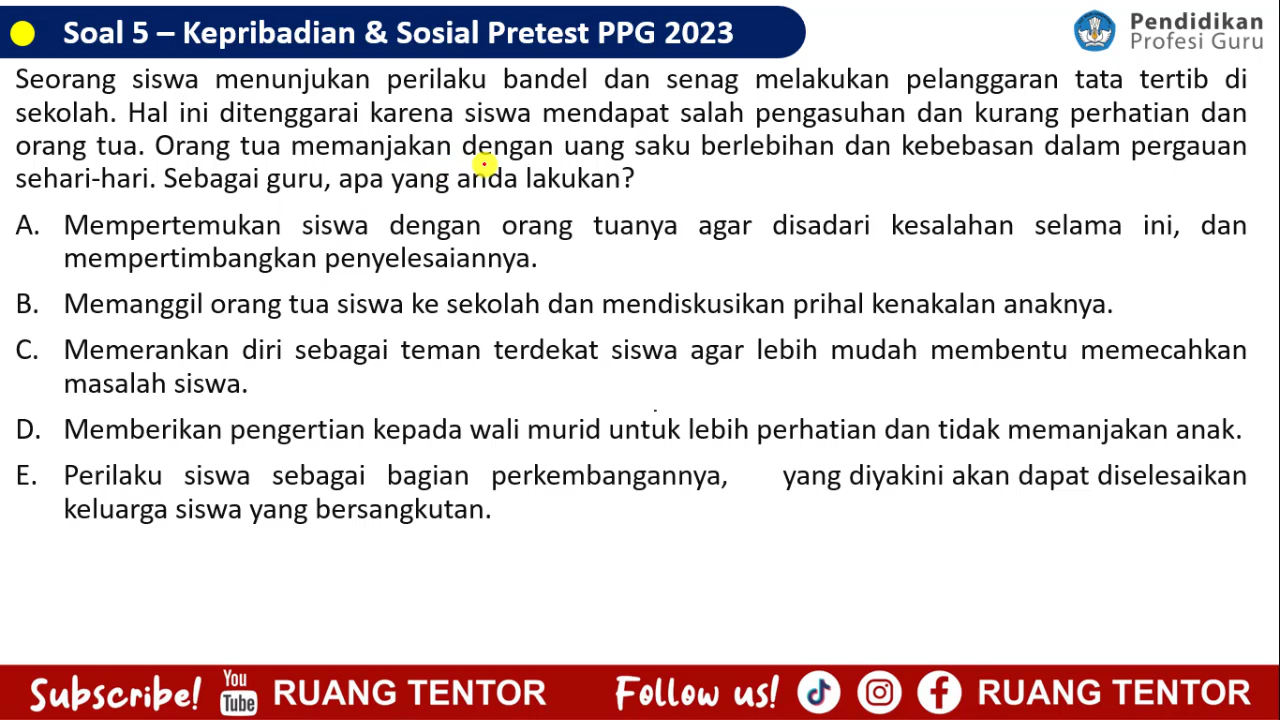 Soal 5 – Kepribadian & Sosial Pretest PPG 2023
Pendidikan
Profesi Guru
Seorang siswa menunjukan perilaku bandel dan senag melakukan pelanggaran tata tertib di
sekolah. Hal ini ditenggarai karena siswa mendapat salah pengasuhan dan kurang perhatian dan
orang tua. Orang tua memanjakan dengan uang saku berlebihan dan kebebasan dalam pergauan
sehari-hari. Sebagai guru, apa yang anda lakukan?
A. Mempertemukan siswa dengan orang tuanya agar disadari kesalahan selama ini, dan
mempertimbangkan penyelesaiannya.
B. Memanggil orang tua siswa ke sekolah dan mendiskusikan prihal kenakalan anaknya.
C. Memerankan diri sebagai teman terdekat siswa agar lebih mudah membentu memecahkan
masalah siswa.
D. Memberikan pengertian kepada wali murid untuk lebih perhatian dan tidak memanjakan anak.
E. Perilaku siswa sebagai bagian perkembangannya, yang diyakini akan dapat diselesaikan
keluarga siswa yang bersangkutan.
Subscribe! You Tube RUANG TENTOR Follow us! RUANG TENTOR